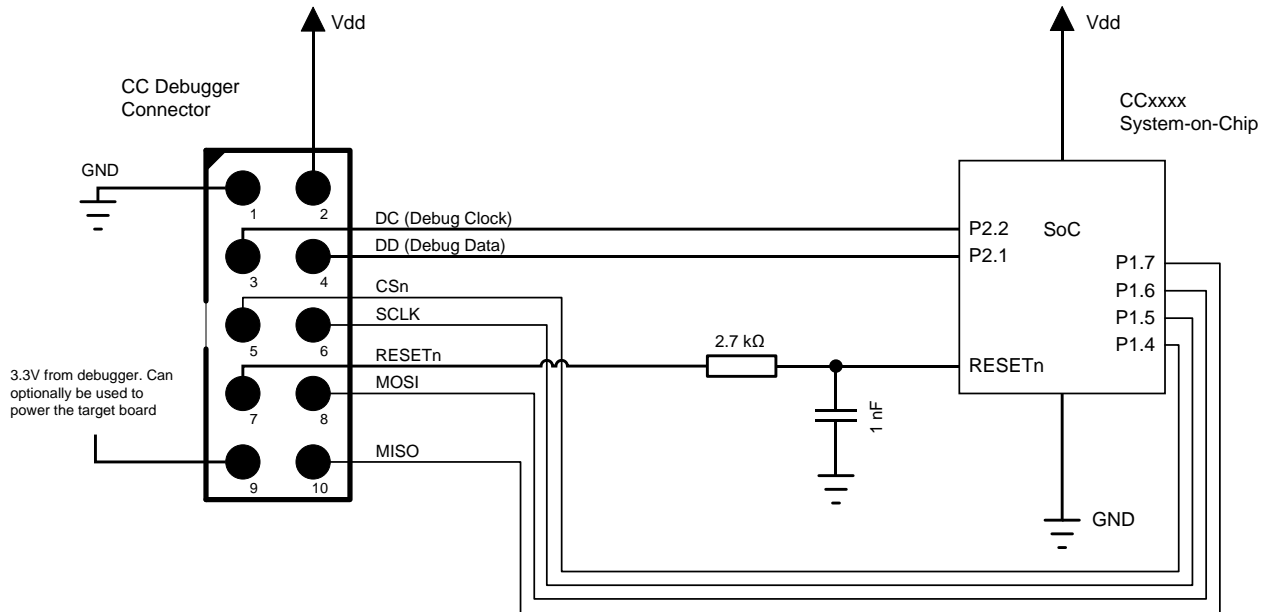 Vdd
Vdd
CC Debugger
Connector
CCxxxx
System-on-Chip
GND
1
2
DC (Debug Clock)
P2.2
SoC
DD (Debug Data)
P2.1
3
4
P1.7
CSn
P1.6
SCLK
P1.5
5
6
2.7 kΩ
P1.4
RESETn
RESETn
3.3V from debugger. Can
optionally be used to
power the target board
MOSI
7
8
1 nF
MISO
9
10
GND